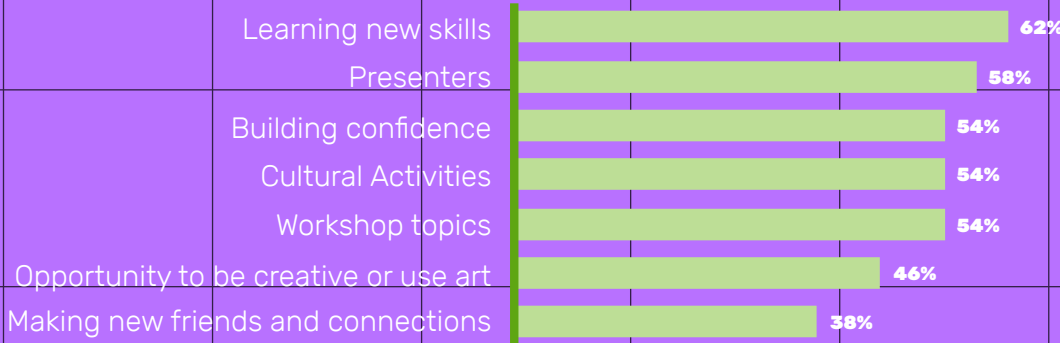 Learning new skills 62%
Presenters 58%
Building confidence 54%
Cultural Activities 54%
Workshop topics 54%
Opportunity to be creative or use art 46%
Making new friends and connections 38%